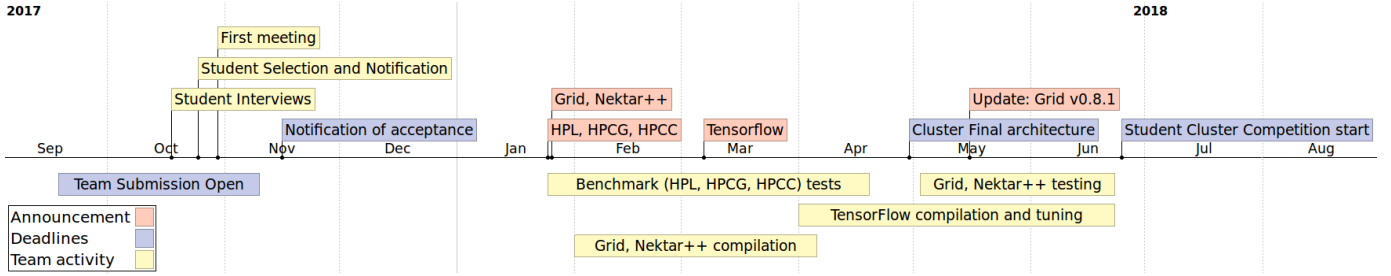 2017
2018
First meeting
Student Selection and Notification
Student Interviews
Grid, Nektar++
Update: Grid v0.8.1
Notification of acceptance
HPL, HPCG, HPCC
Tensorflow
Cluster Final architecture
Student Cluster Competition start
Sep
Oct
Nov
Dec
Jan
Feb
Mar
Apr
May
Jun
Jul
Aug
Team Submission Open
Benchmark (HPL, HPCG, HPCC) tests
Grid, Nektar++ testing
TensorFlow compilation and tuning
Grid, Nektar++ compilation
Announcement
Deadlines
Team activity